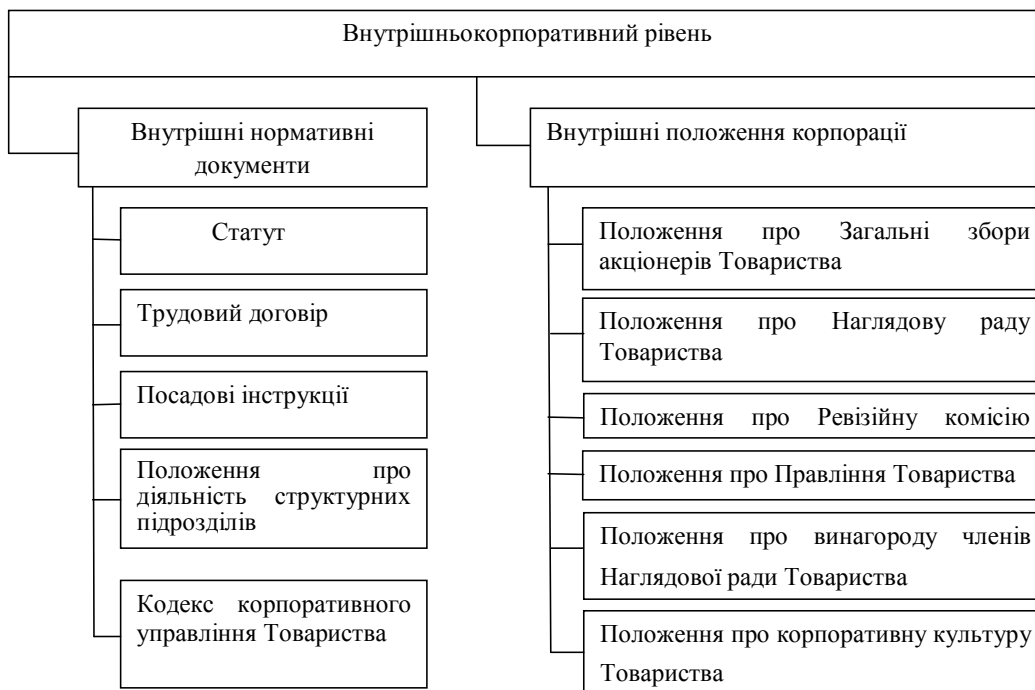 Внутрішньокорпоративний рівень
Внутрішні нормативні
документи
Статут
Трудовий договір
Посадові інструкції
Положення про
діяльність структурних
підрозділів
Кодекс корпоративного
управління Товариства
Внутрішні положення корпорації
Положення про Загальні збори
акціонерів Товариства
Положення про Наглядову раду
Товариства
Положення про Ревізійну комісію
Положення про Правління Товариства
Положення про винагороду членів
Наглядової ради Товариства
Положення про корпоративну культуру
Товариства